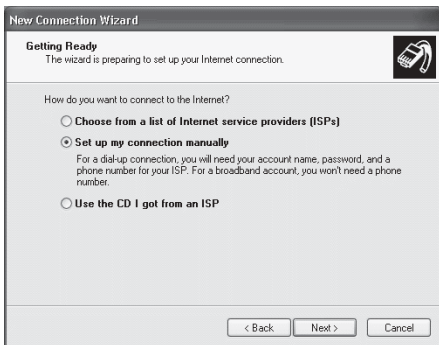 New Connection Wizard
Getting Ready
The wizard is preparing to set up your Internet connection.
How do you want to connect to the Internet?
Choose from a list of Internet service providers (ISPs)
Set up my connection manually
For a dial-up connection, you will need your account name, password, and a
phone number for your ISP. For a broadband account, you won't need a phone
number.
Use the CD I got from an ISP
< Back
Next >
Cancel